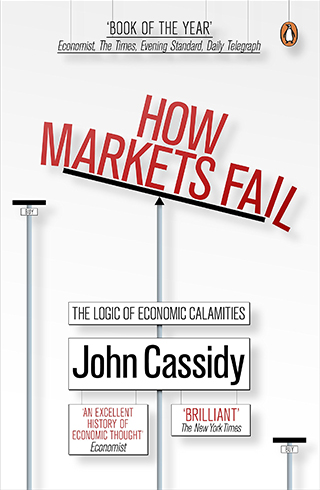 'BOOK OF THE YEAR'
Economist, The Times, Evening Standard, Daily Telegraph
HOW
MARKETS FAIL
BUY
THE LOGIC OF ECONOMIC CALAMITIES
John Cassidy
'AN EXCELLENT
HISTORY OF
ECONOMIC THOUGHT'
Economist
'BRILLIANT'
The New York Times